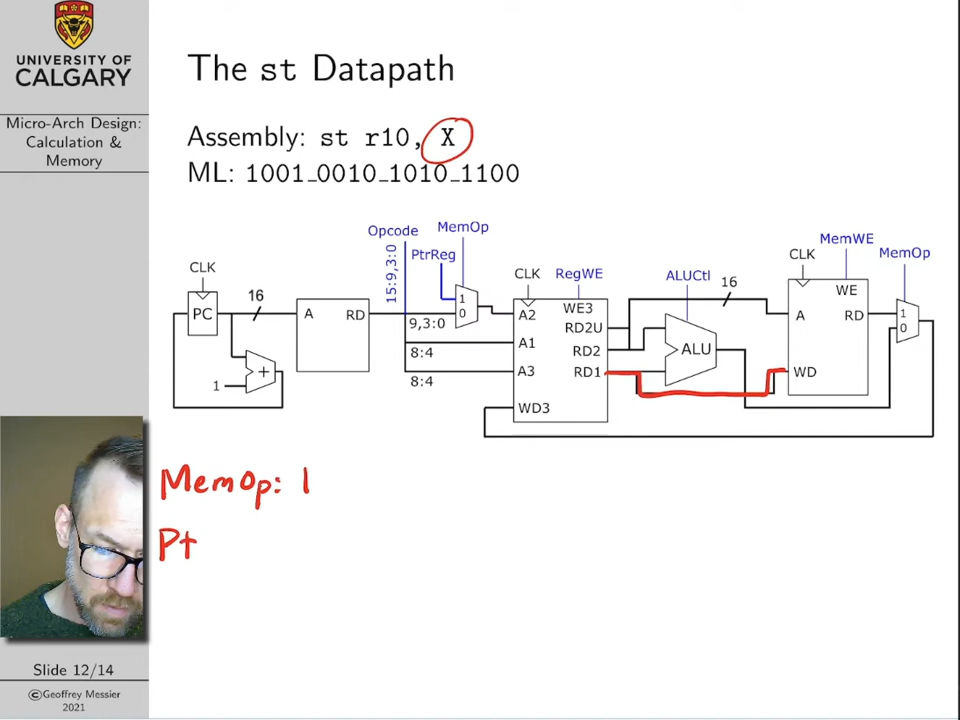 UNIVERSITY OF
CALGARY
Micro-Arch Design:
Calculation &
Memory
The st Datapath
Assembly: st r10, X
ML: 1001_0010_1010_1100
CLK
PC
16
+
1
A
RD
Opcode
15:9,3:0
PtrReg
MemOp
1
0
9,3:0
8:4
8:4
CLK
RegWE
WE3
A2
A1
A3
WD3
RD2U
RD2
RD1
ALUCtl
ALU
16
CLK
MemWE
WE
A
RD
WD
MemOp
1
0
MemOp: 1
Pt
Slide 12/14
©Geoffrey Messier
2021